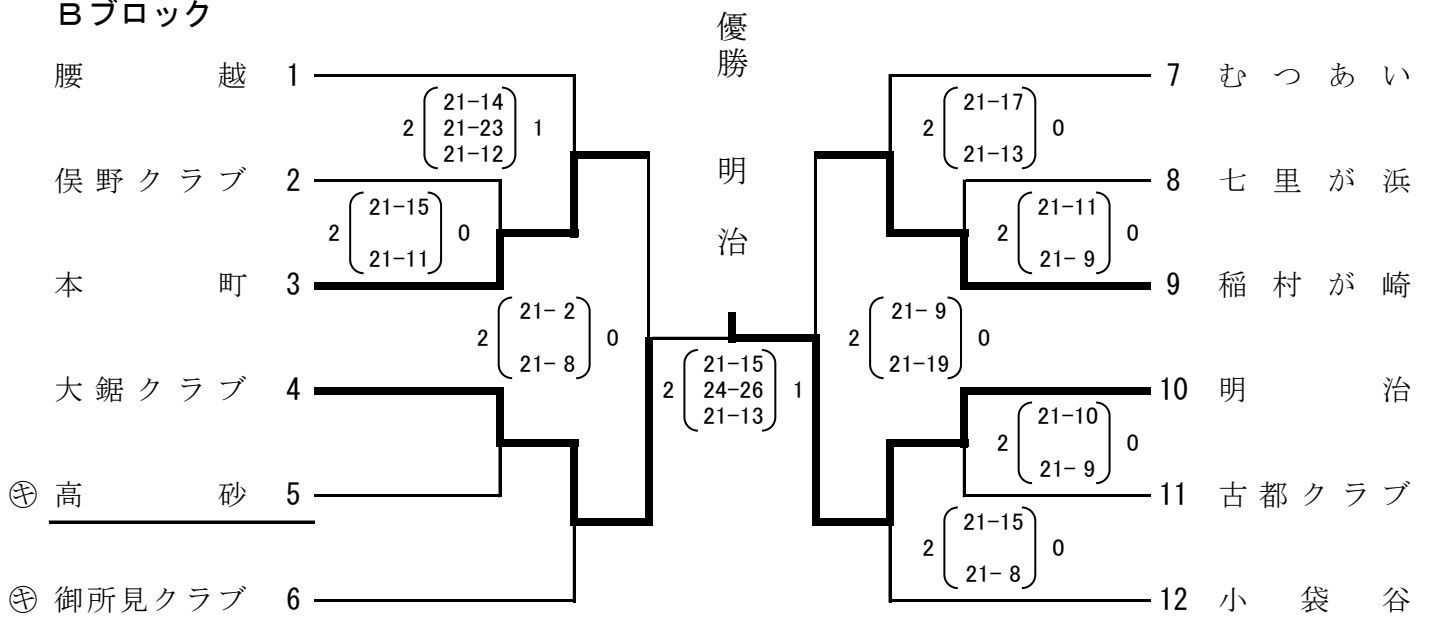 Bブロック
優勝 明治
腰越 1
2 21-14 21-23 21-12 1
俣野クラブ 2
2 21-15 21-11 0
本町 3
2 21- 2 21- 8 0
大鋸クラブ 4
㋖ 高砂 5
㋖ 御所見クラブ 6
2 21-15 24-26 21-13 1
7 むつあい
2 21-17 21-13 0
8 七里が浜
2 21-11 21- 9 0
9 稲村が崎
2 21- 9 21-19 0
10 明治
2 21-10 21- 9 0
11 古都クラブ
2 21-15 21- 8 0
12 小袋谷